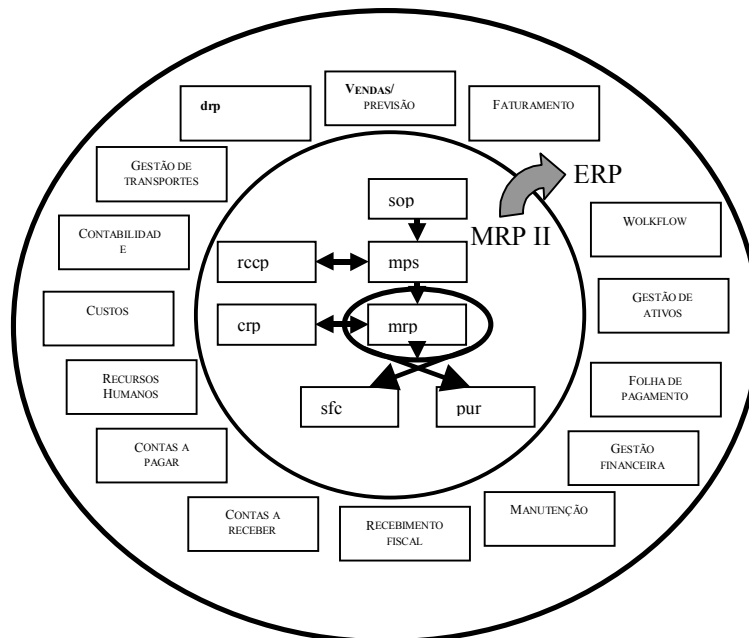 drp
VENDAS/
PREVISÃO
FATURAMENTO
GESTÃO DE
TRANSPORTES
ERP
sop
CONTABILIDAD
E
MRP II
WOLKFLOW
rccp
mps
CUSTOS
crp
mrp
GESTÃO DE
ATIVOS
RECURSOS
HUMANOS
sfc
pur
FOLHA DE
PAGAMENTO
CONTAS A
PAGAR
GESTÃO
FINANCEIRA
CONTAS A
RECEBER
RECEBIMENTO
FISCAL
MANUTENÇÃO